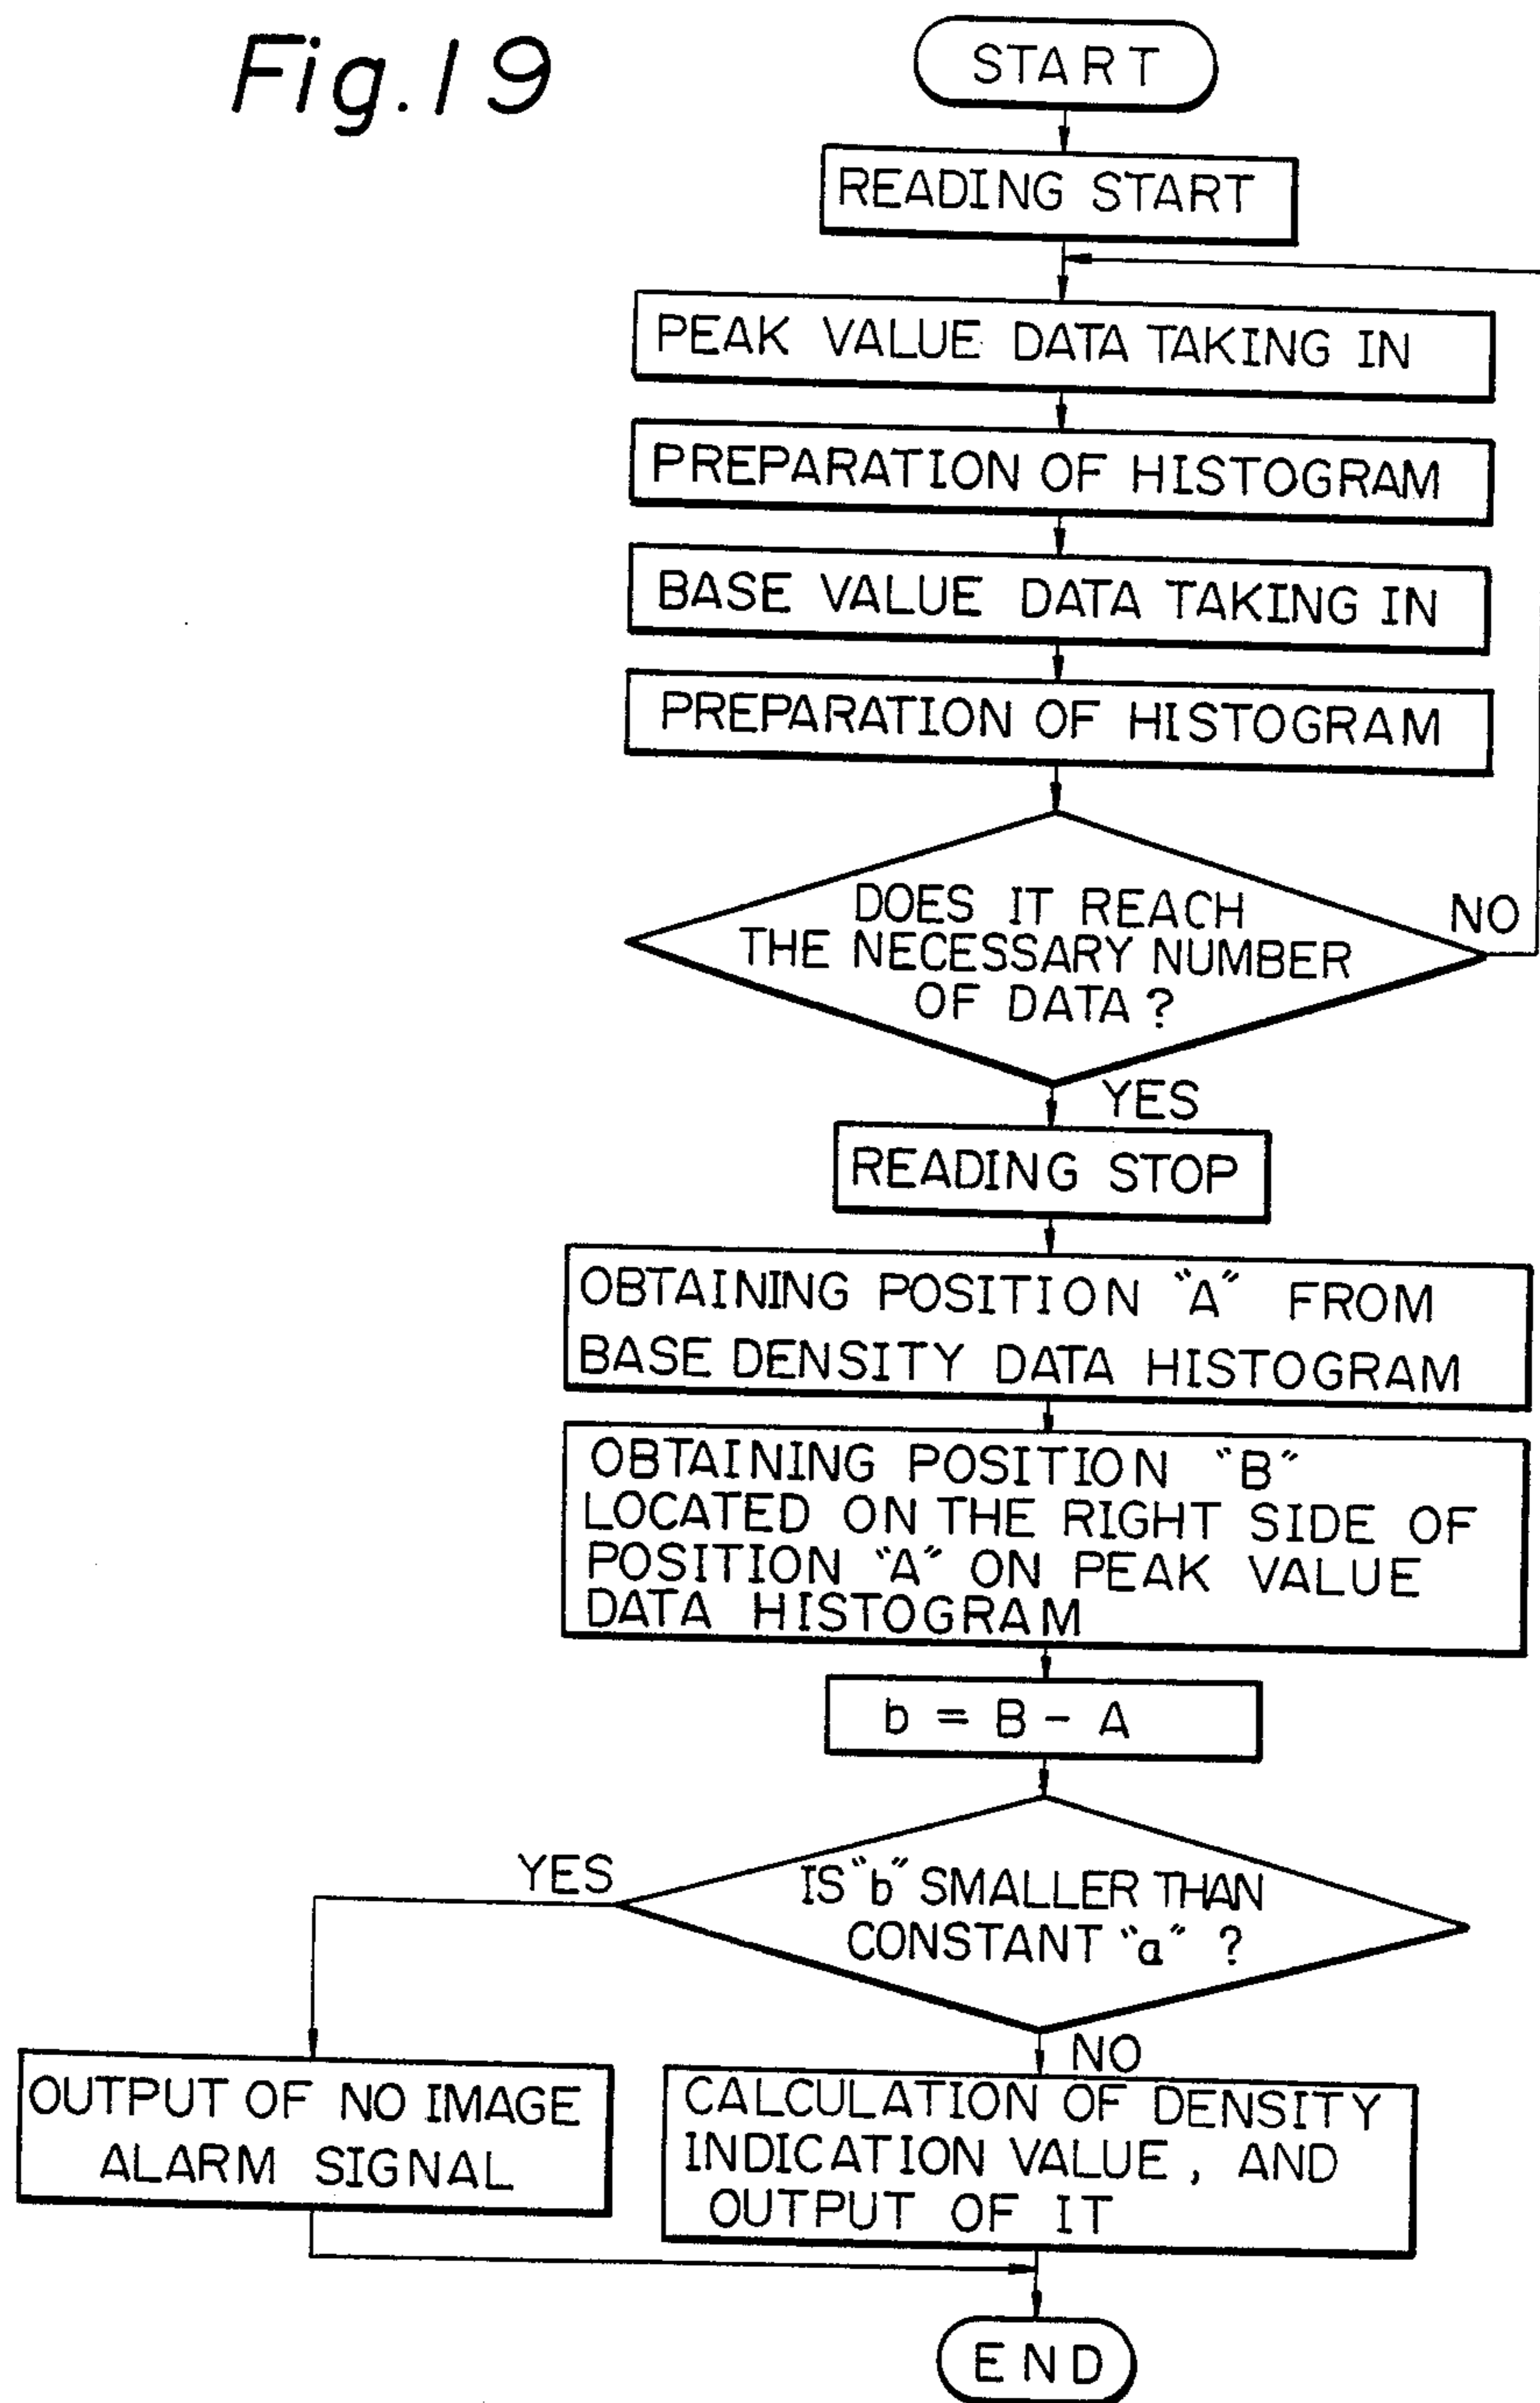 Fig.19
START
READING START
PEAK VALUE DATA TAKING IN
PREPARATION OF HISTOGRAM
BASE VALUE DATA TAKING IN
PREPARATION OF HISTOGRAM
DOES IT REACH
THE NECESSARY NUMBER
OF DATA ?
NO
YES
READING STOP
OBTAINING POSITION "A" FROM
BASE DENSITY DATA HISTOGRAM
OBTAINING POSITION "B"
LOCATED ON THE RIGHT SIDE OF
POSITION "A" ON PEAK VALUE
DATA HISTOGRAM
b = B - A
YES
IS "b" SMALLER THAN
CONSTANT "a" ?
NO
OUTPUT OF NO IMAGE
ALARM SIGNAL
CALCULATION OF DENSITY
INDICATION VALUE, AND
OUTPUT OF IT
END